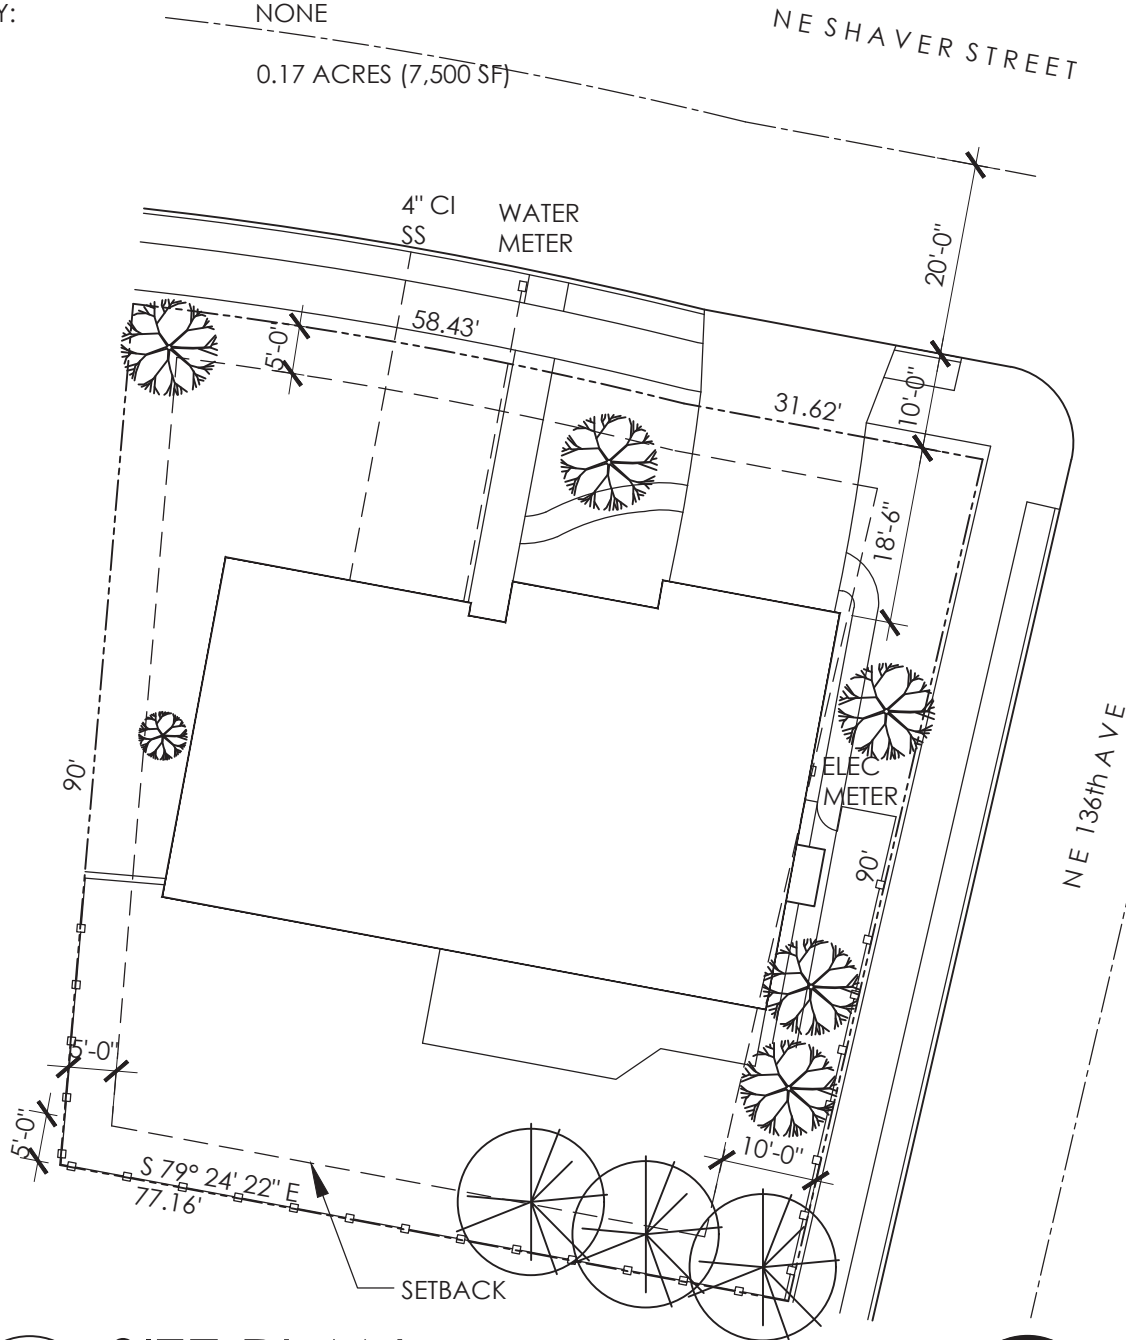 Y:
NONE
0.17 ACRES (7,500 SF)
NE SHAVER STREET
4" CI
SS
WATER
METER
20'-0"
58.43'
5'-0"
31.62'
10'-0"
18'-6"
90'
ELEC
METER
90'
NE 136th AVE
5'-0"
5'-0"
10'-0"
S 79° 24' 22" E
77.16'
SETBACK